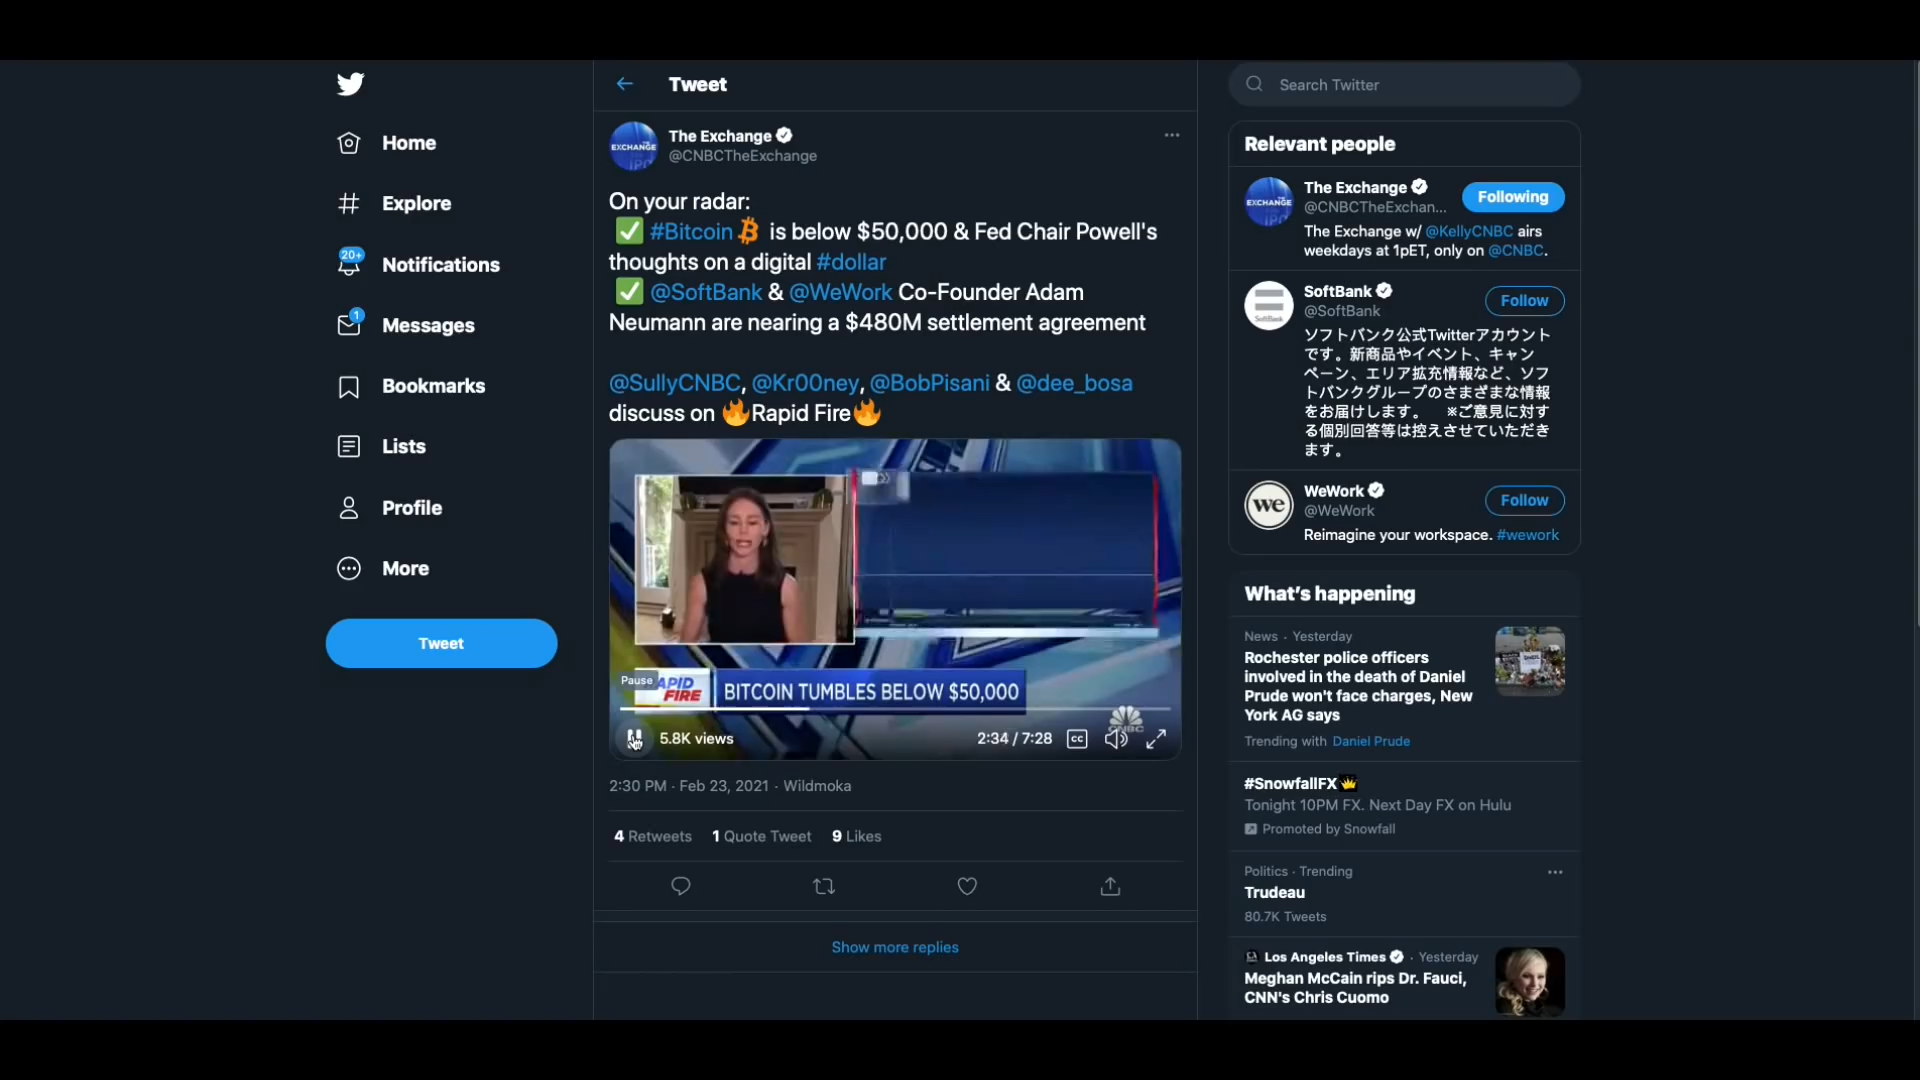 Home
Explore
20+
Notifications
1
Messages
Bookmarks
Lists
Profile
More
Tweet
Tweet
EXCHANGE
The Exchange
@CNBCTheExchange
On your radar:
✅ #Bitcoin is below $50,000 & Fed Chair Powell's
thoughts on a digital #dollar
✅ @SoftBank & @WeWork Co-Founder Adam
Neumann are nearing a $480M settlement agreement
@SullyCNBC, @Kr00ney, @BobPisani & @dee_bosa
discuss on 🔥Rapid Fire🔥
Pause
APID
FIRE
BITCOIN TUMBLES BELOW $50,000
CNBC
5.8K views
2:34 / 7:28
CC
2:30 PM · Feb 23, 2021 · Wildmoka
4 Retweets 1 Quote Tweet 9 Likes
Show more replies
Search Twitter
Relevant people
EXCHANGE
The Exchange
@CNBCTheExchan...
Following
The Exchange w/ @KellyCNBC airs
weekdays at 1pET, only on @CNBC.
SoftBank
SoftBank
@SoftBank
Follow
ソフトバンク公式Twitterアカウント
です。新商品やイベント、キャン
ペーン、エリア拡充情報など、ソフ
トバンクグループのさまざまな情報
をお届けします。 ※ご意見に対す
る個別回答等は控えさせていただき
ます。
we
WeWork
@WeWork
Follow
Reimagine your workspace. #wework
What's happening
News · Yesterday
Rochester police officers
involved in the death of Daniel
Prude won't face charges, New
York AG says
Trending with Daniel Prude
#SnowfallFX
Tonight 10PM FX. Next Day FX on Hulu
Promoted by Snowfall
Politics · Trending
Trudeau
80.7K Tweets
Los Angeles Times · Yesterday
Meghan McCain rips Dr. Fauci,
CNN's Chris Cuomo